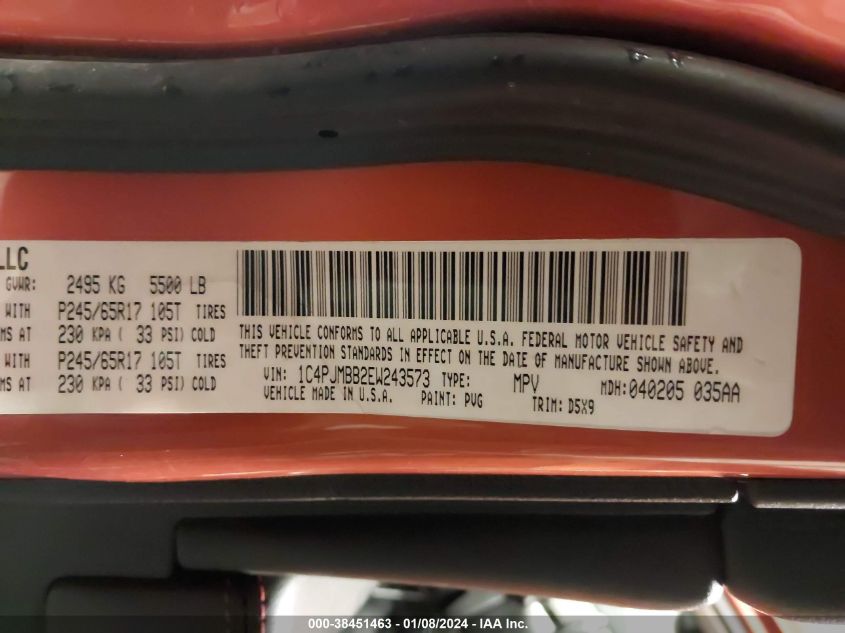 LLC
GVWR: 2495 KG 5500 LB
WITH P245/65R17 105T TIRES
MS AT 230 KPA ( 33 PSI) COLD
WITH P245/65R17 105T TIRES
MS AT 230 KPA ( 33 PSI) COLD
THIS VEHICLE CONFORMS TO ALL APPLICABLE U.S.A. FEDERAL MOTOR VEHICLE SAFETY AND
THEFT PREVENTION STANDARDS IN EFFECT ON THE DATE OF MANUFACTURE SHOWN ABOVE.
VIN: 1C4PJMBB2EW243573 TYPE: MPV MDH: 040205 035AA
VEHICLE MADE IN U.S.A. PAINT: PVG TRIM: D5X9
000-38451463 - 01/08/2024 - IAA Inc.